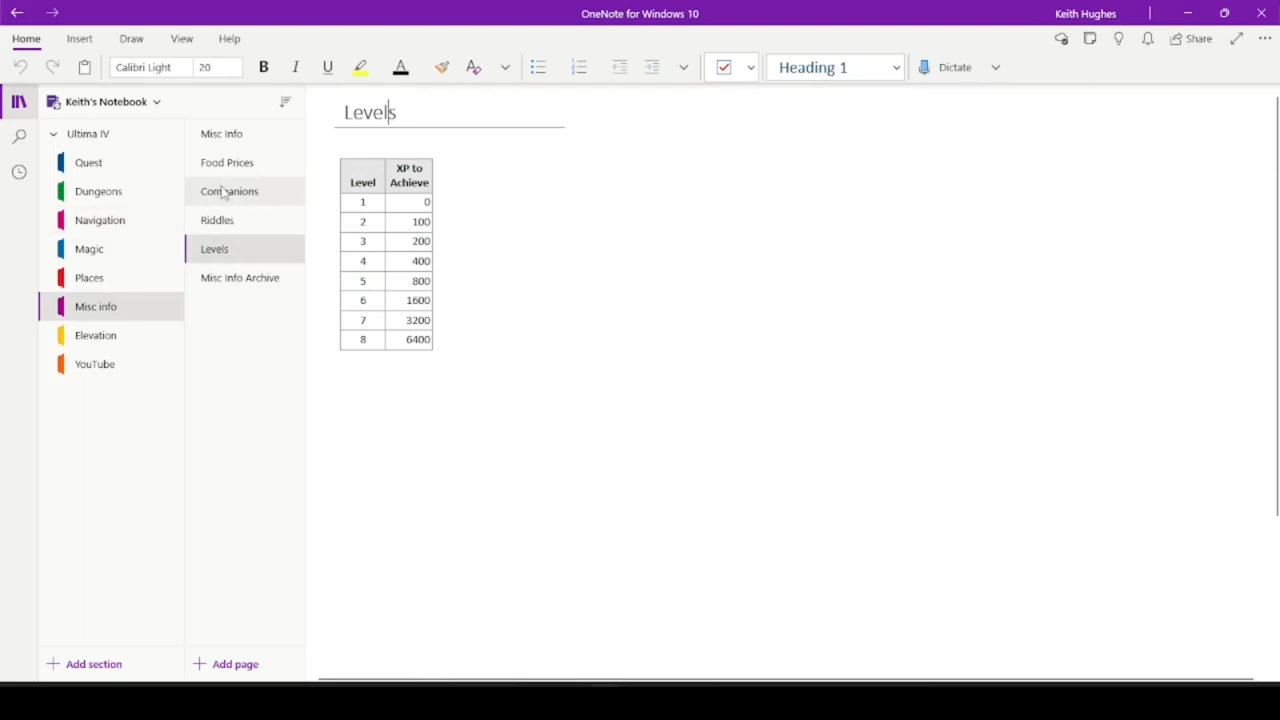 OneNote for Windows 10
Keith Hughes
Home Insert Draw View Help
Share
Calibri Light 20 B I U A A Heading 1 Dictate
Keith's Notebook
Ultima IV
Quest
Dungeons
Navigation
Magic
Places
Misc info
Elevation
YouTube
Add section
Misc Info
Food Prices
Companions
Riddles
Levels
Misc Info Archive
Add page
Levels
Level XP to Achieve
1 0
2 100
3 200
4 400
5 800
6 1600
7 3200
8 6400